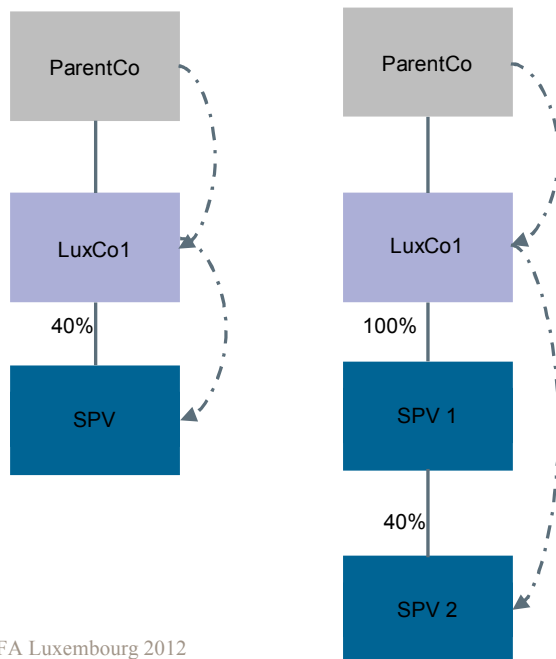 ParentCo
LuxCo1
40%
SPV
ParentCo
LuxCo1
100%
SPV 1
40%
SPV 2
FA Luxembourg 2012